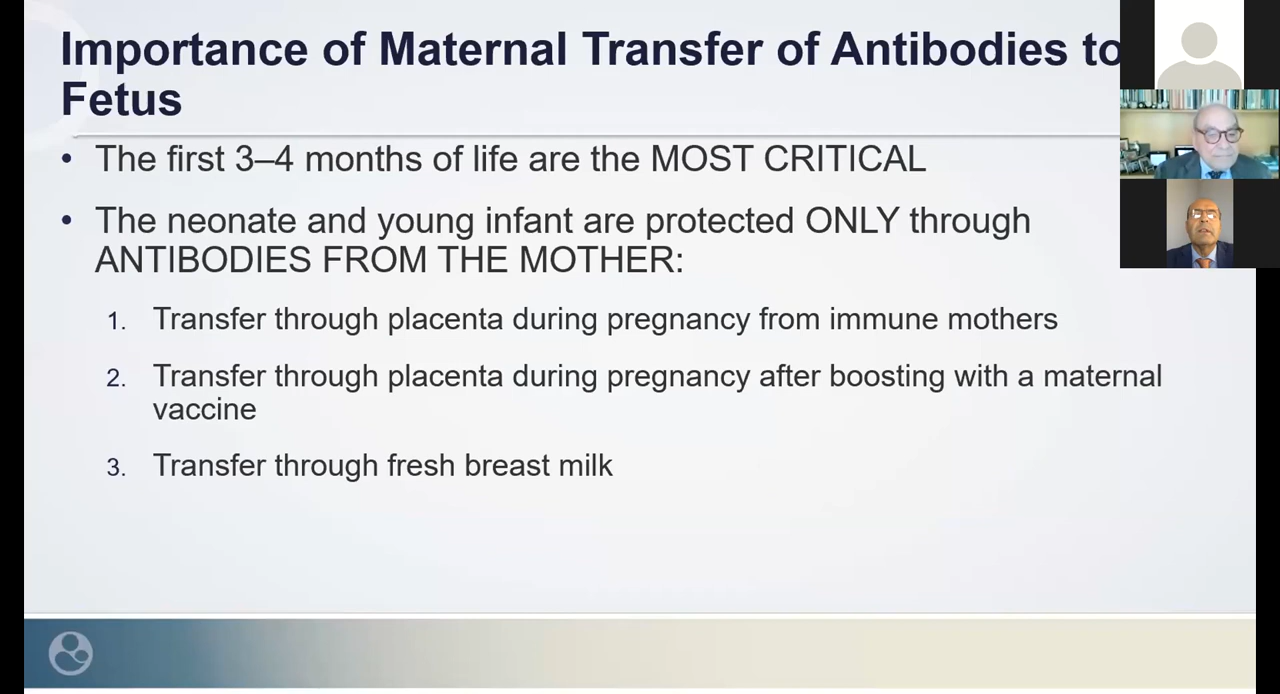 Importance of Maternal Transfer of Antibodies to
Fetus
• The first 3–4 months of life are the MOST CRITICAL
• The neonate and young infant are protected ONLY through
ANTIBODIES FROM THE MOTHER:
1. Transfer through placenta during pregnancy from immune mothers
2. Transfer through placenta during pregnancy after boosting with a maternal
vaccine
3. Transfer through fresh breast milk